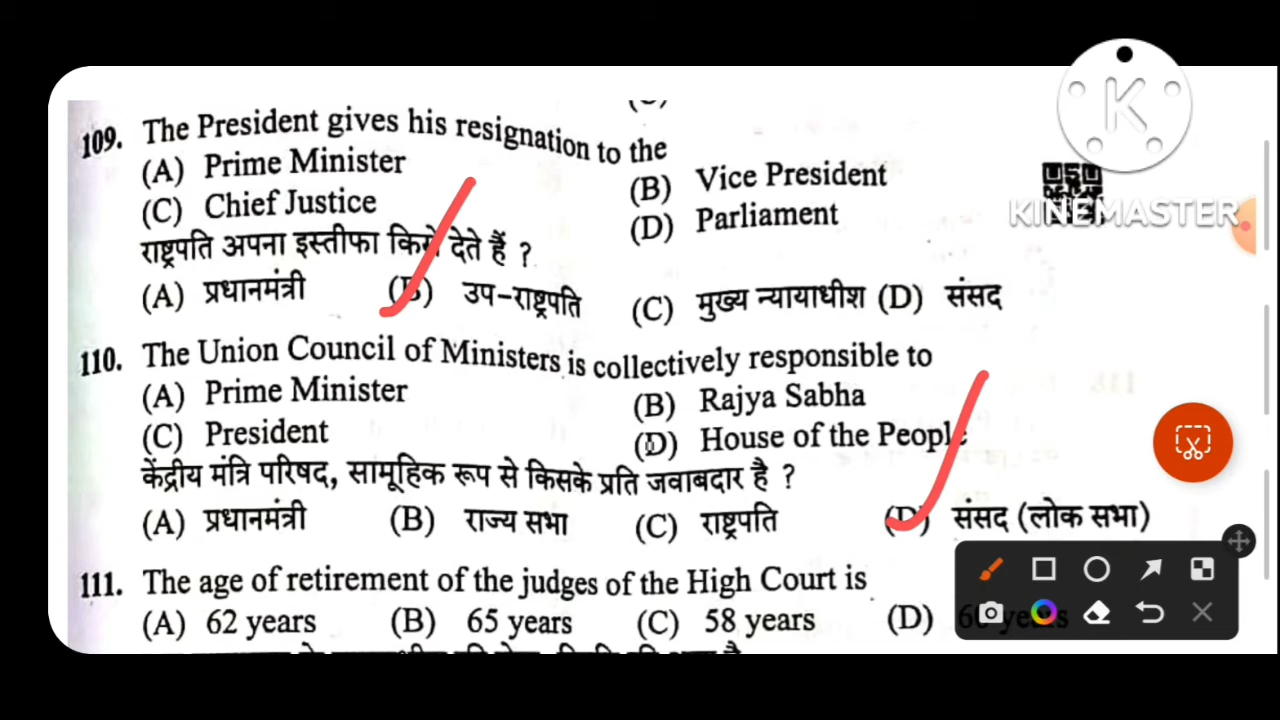 109. The President gives his resignation to the
(A) Prime Minister (B) Vice President
(C) Chief Justice (D) Parliament
राष्ट्रपति अपना इस्तीफा किसे देते हैं ?
(A) प्रधानमंत्री (B) उप-राष्ट्रपति (C) मुख्य न्यायाधीश (D) संसद
110. The Union Council of Ministers is collectively responsible to
(A) Prime Minister (B) Rajya Sabha
(C) President (D) House of the People
केंद्रीय मंत्रि परिषद, सामूहिक रूप से किसके प्रति जवाबदार है ?
(A) प्रधानमंत्री (B) राज्य सभा (C) राष्ट्रपति (D) संसद (लोक सभा)
111. The age of retirement of the judges of the High Court is
(A) 62 years (B) 65 years (C) 58 years (D) 60 years
K
KINEMASTER